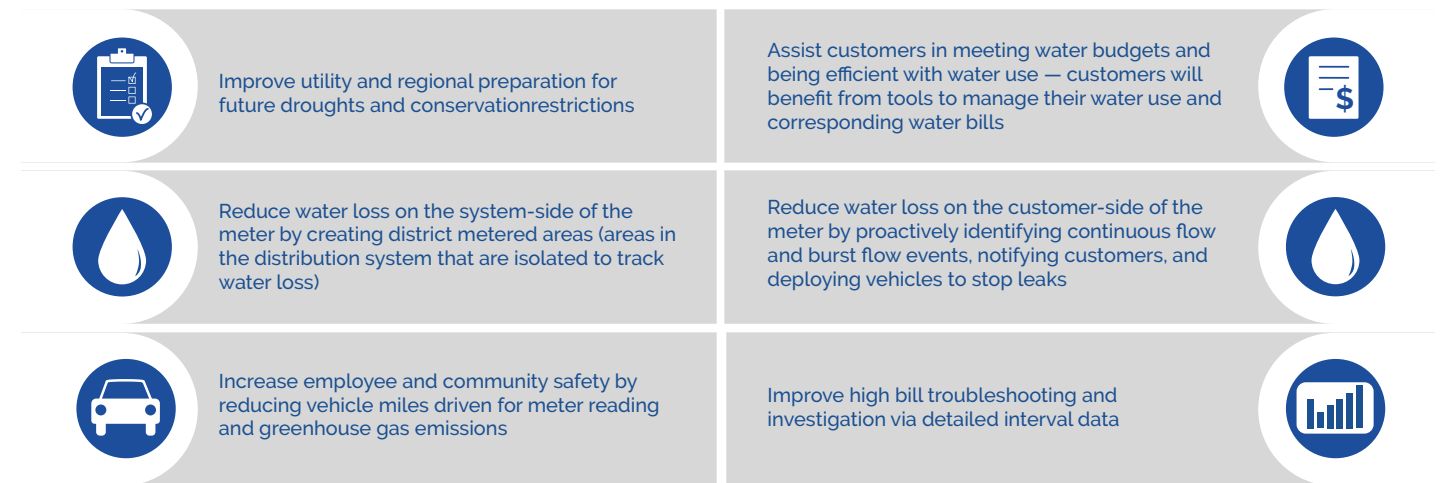 Improve utility and regional preparation for
future droughts and conservationrestrictions
Assist customers in meeting water budgets and
being efficient with water use — customers will
benefit from tools to manage their water use and
corresponding water bills
$
Reduce water loss on the system-side of the
meter by creating district metered areas (areas in
the distribution system that are isolated to track
water loss)
Reduce water loss on the customer-side of the
meter by proactively identifying continuous flow
and burst flow events, notifying customers, and
deploying vehicles to stop leaks
Increase employee and community safety by
reducing vehicle miles driven for meter reading
and greenhouse gas emissions
Improve high bill troubleshooting and
investigation via detailed interval data